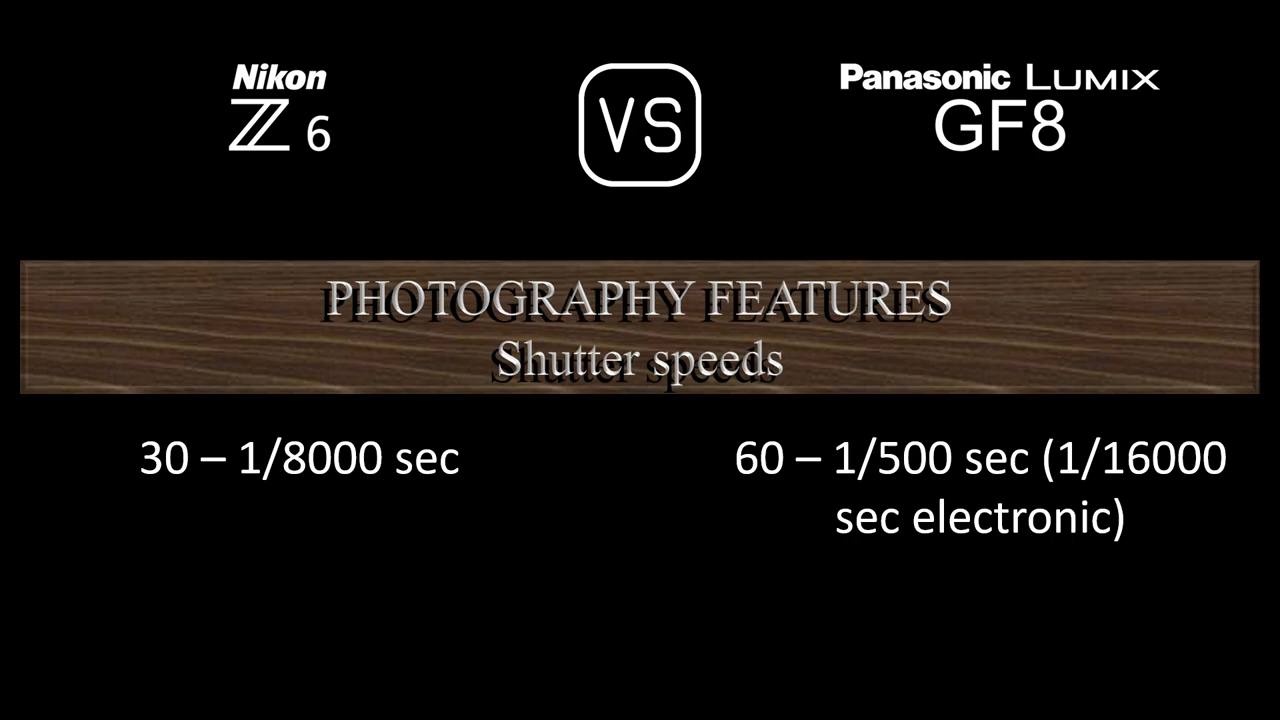 Nikon
Z 6
VS
Panasonic LUMIX
GF8
PHOTOGRAPHY FEATURES
Shutter speeds
30 – 1/8000 sec
60 – 1/500 sec (1/16000
sec electronic)